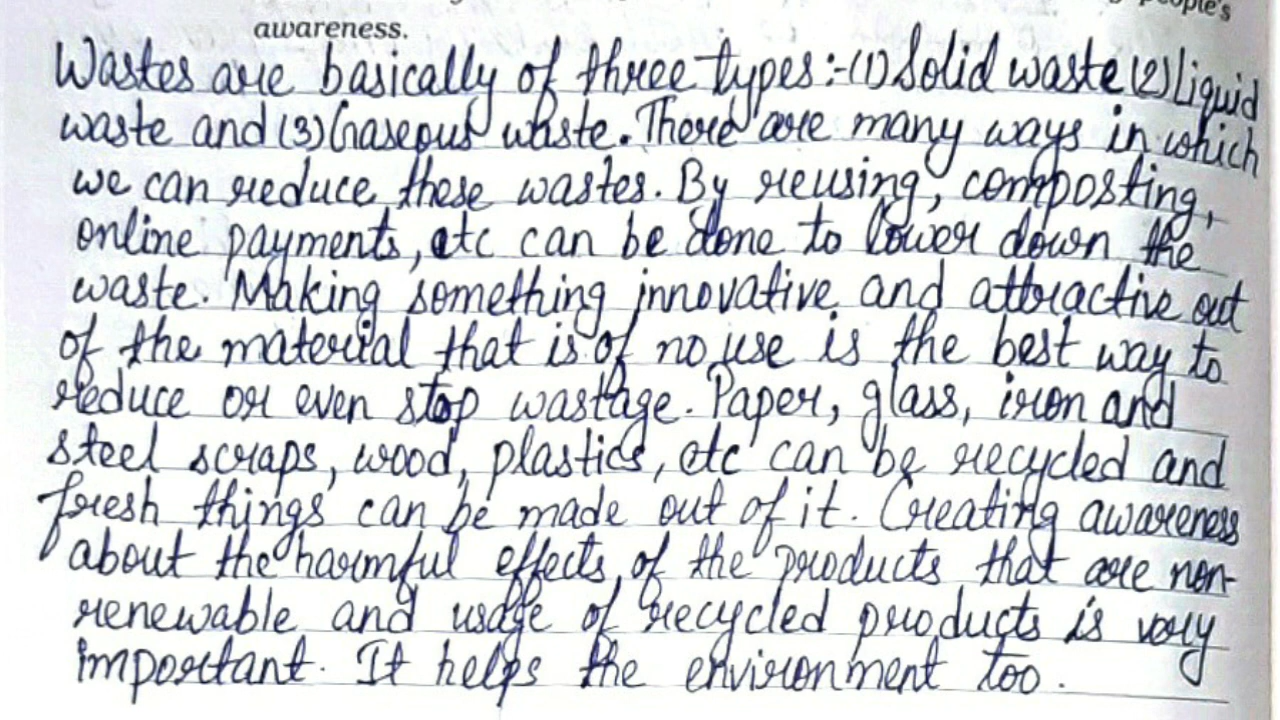 people's
awareness.
Wastes are basically of three types :- (1) Solid waste (2) Liquid
waste and (3) Gaseous waste. There are many ways in which
we can reduce these wastes. By reusing, composting,
online payments, etc can be done to lower down the
waste. Making something innovative and attractive out
of the material that is of no use is the best way to
reduce or even stop wastage. Paper, glass, iron and
steel scraps, wood, plastics, etc can be recycled and
fresh things can be made out of it. Creating awareness
about the harmful effects of the products that are non-
renewable and usage of recycled products is very
important. It helps the environment too.